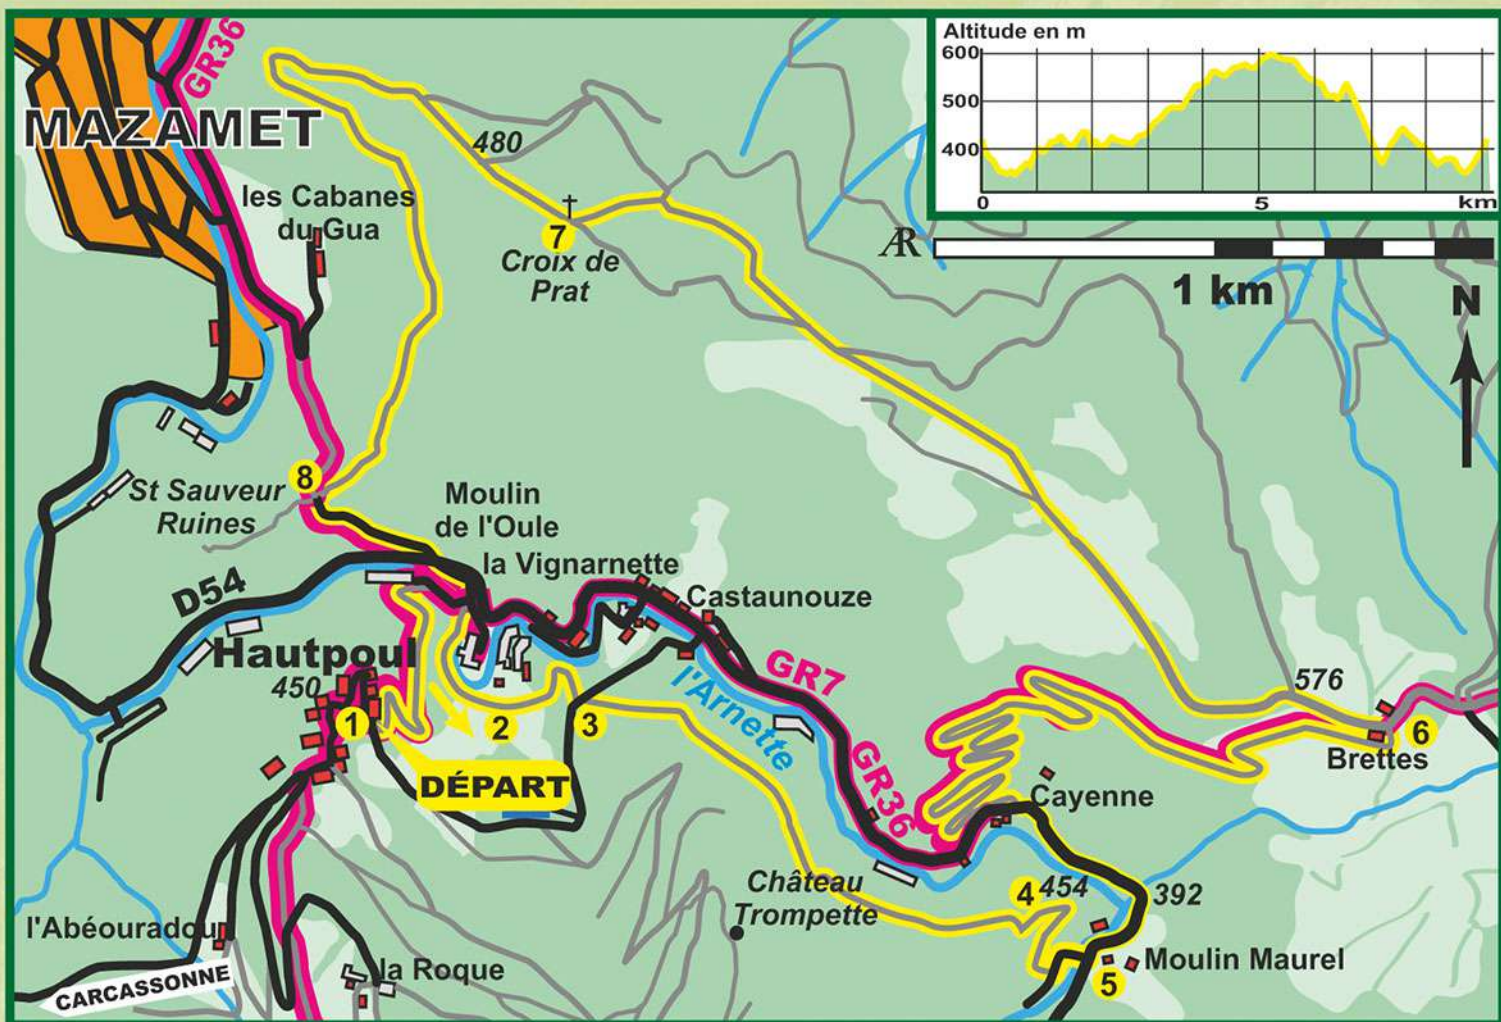 Altitude en m
600
500
400
0
5
km
AR
1 km
N
GR36
MAZAMET
les Cabanes
du Gua
480
7
Croix de
Prat
8
St Sauveur
Ruines
Moulin
de l'Oule
la Vignarnette
Castaunouze
D54
Hautpoul
450
1
2
3
DÉPART
l'Arnette
GR7
GR36
576
6
Brettes
Cayenne
Château
Trompette
4
454
392
5
Moulin Maurel
l'Abéouradou
la Roque
CARCASSONNE